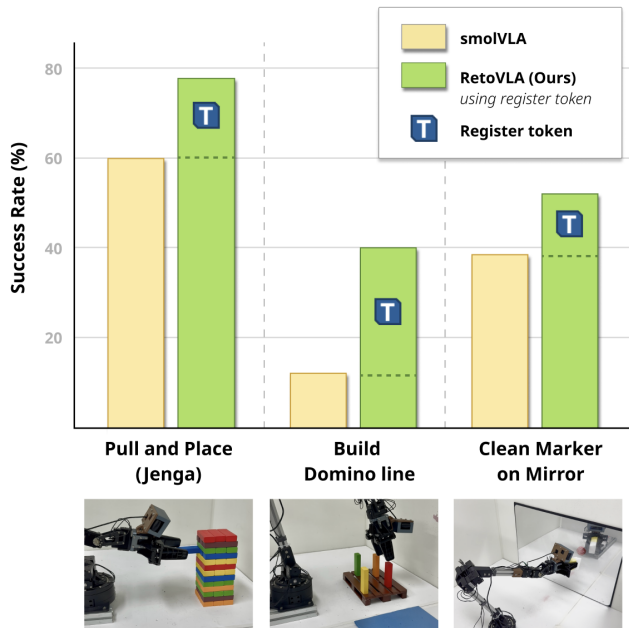 smolVLA
RetoVLA (Ours)
using register token
T
Register token
Success Rate (%)
80
60
40
20
T
T
T
Pull and Place
(Jenga)
Build
Domino line
Clean Marker
on Mirror